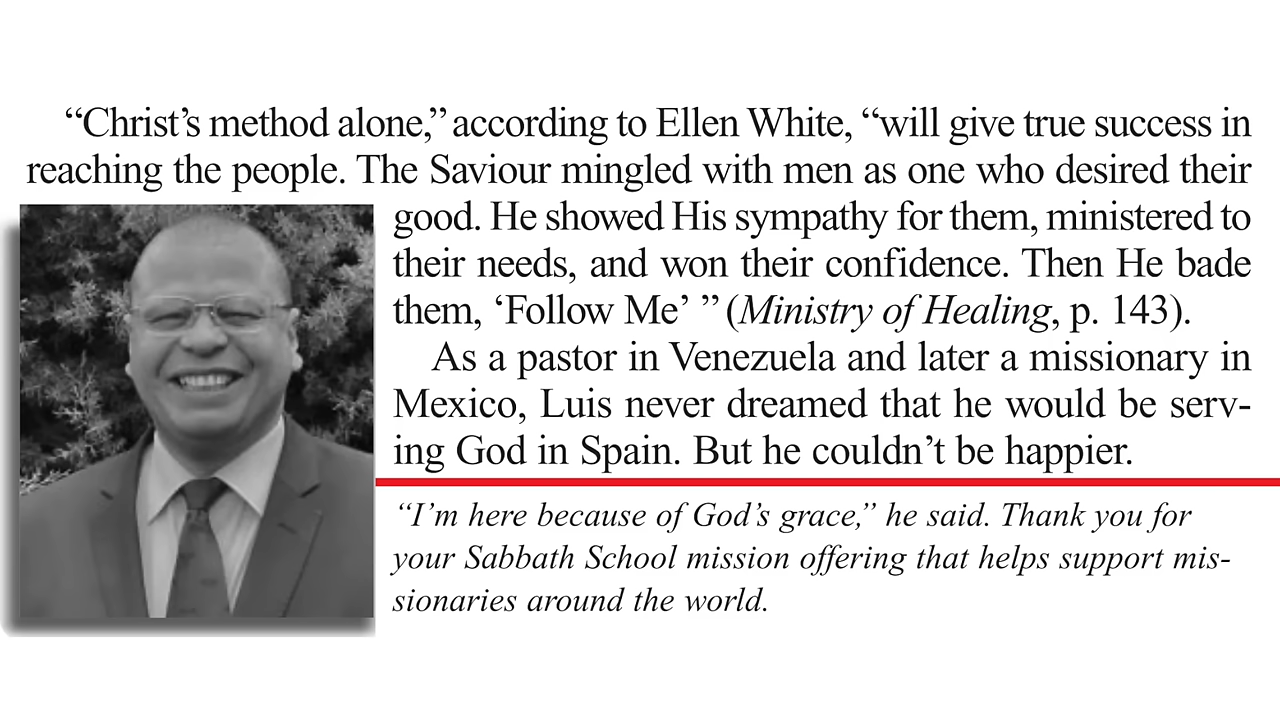 “Christ’s method alone,” according to Ellen White, “will give true success in
reaching the people. The Saviour mingled with men as one who desired their
good. He showed His sympathy for them, ministered to
their needs, and won their confidence. Then He bade
them, ‘Follow Me’ ” (Ministry of Healing, p. 143).
As a pastor in Venezuela and later a missionary in
Mexico, Luis never dreamed that he would be serv-
ing God in Spain. But he couldn’t be happier.
“I’m here because of God’s grace,” he said. Thank you for
your Sabbath School mission offering that helps support mis-
sionaries around the world.